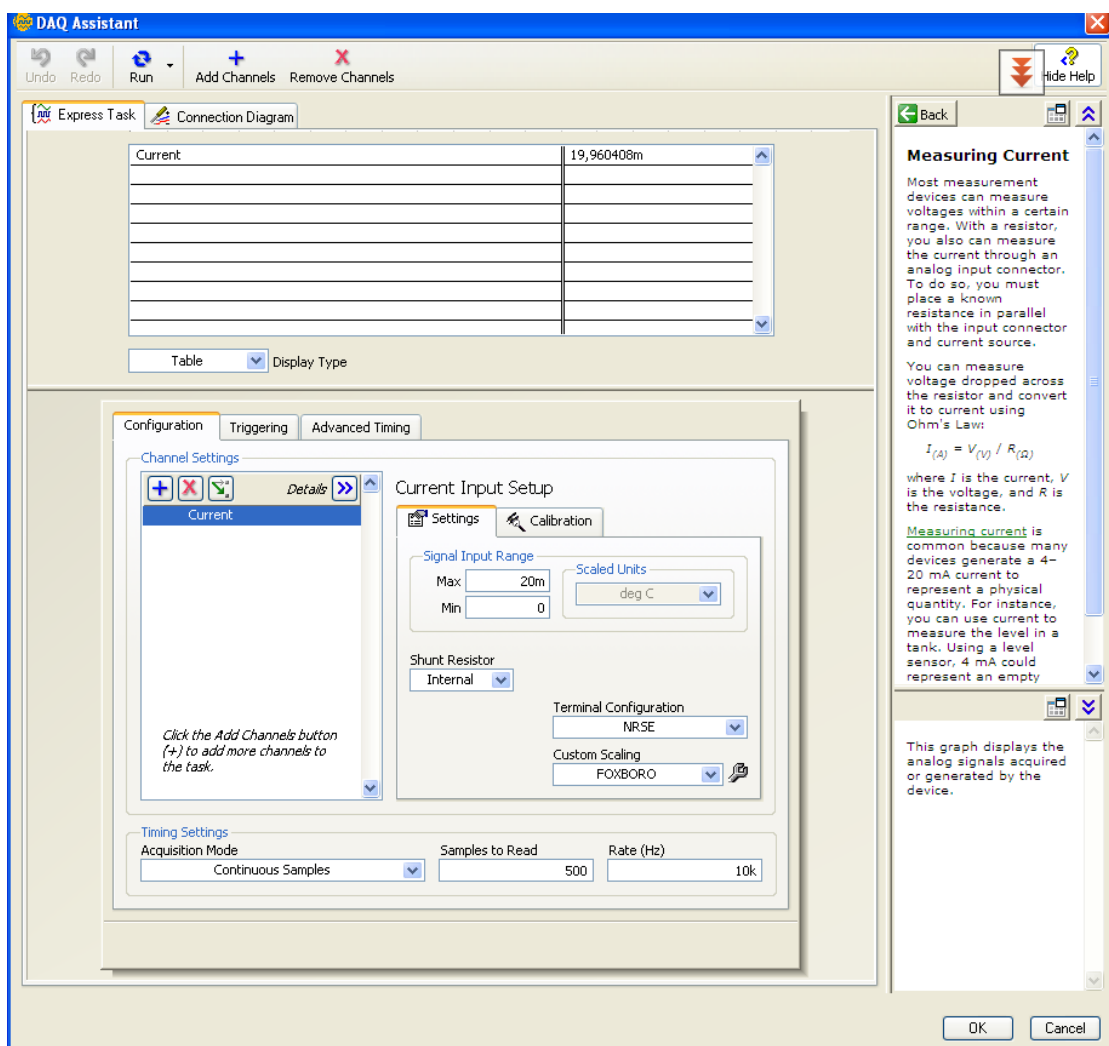 DAQ Assistant
Undo Redo Run Add Channels Remove Channels Hide Help
Express Task Connection Diagram
Current 19,960408m
Table Display Type
Configuration Triggering Advanced Timing
Channel Settings
Details
Current
Click the Add Channels button
(+) to add more channels to
the task.
Current Input Setup
Settings Calibration
Signal Input Range
Max 20m
Min 0
Scaled Units
deg C
Shunt Resistor
Internal
Terminal Configuration
NRSE
Custom Scaling
FOXBORO
Timing Settings
Acquisition Mode Samples to Read Rate (Hz)
Continuous Samples 500 10k
Back
Measuring Current
Most measurement
devices can measure
voltages within a certain
range. With a resistor,
you also can measure
the current through an
analog input connector.
To do so, you must
place a known
resistance in parallel
with the input connector
and current source.
You can measure
voltage dropped across
the resistor and convert
it to current using
Ohm's Law:
I(A) = V(V) / R(Ω)
where I is the current, V
is the voltage, and R is
the resistance.
Measuring current is
common because many
devices generate a 4–
20 mA current to
represent a physical
quantity. For instance,
you can use current to
measure the level in a
tank. Using a level
sensor, 4 mA could
represent an empty
This graph displays the
analog signals acquired
or generated by the
device.
OK Cancel